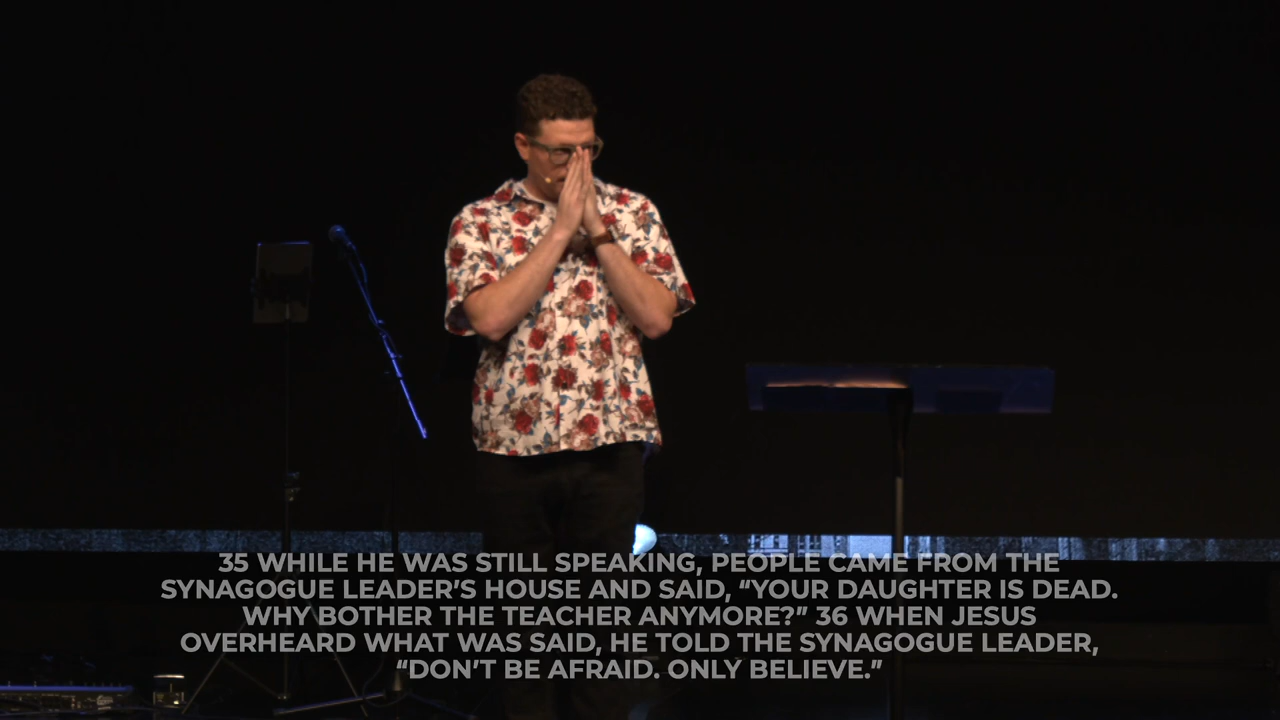 35 WHILE HE WAS STILL SPEAKING, PEOPLE CAME FROM THE
SYNAGOGUE LEADER’S HOUSE AND SAID, “YOUR DAUGHTER IS DEAD.
WHY BOTHER THE TEACHER ANYMORE?” 36 WHEN JESUS
OVERHEARD WHAT WAS SAID, HE TOLD THE SYNAGOGUE LEADER,
“DON’T BE AFRAID. ONLY BELIEVE.”